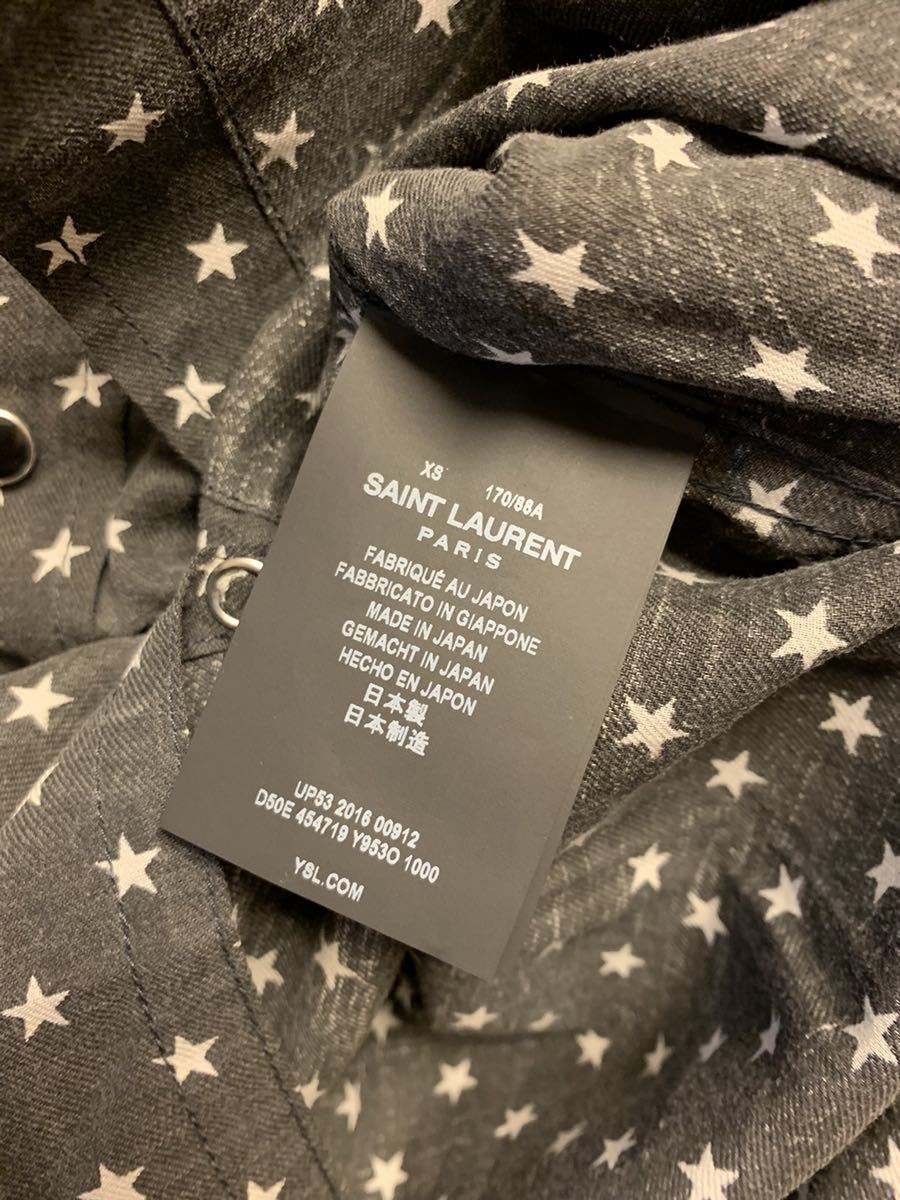 XS 170/88A
SAINT LAURENT
PARIS
FABRIQUÉ AU JAPON
FABBRICATO IN GIAPPONE
MADE IN JAPAN
GEMACHT IN JAPAN
HECHO EN JAPON
日本製
日本制造
UP53 2016 00912
D50E 454719 Y953O 1000
YSL.COM